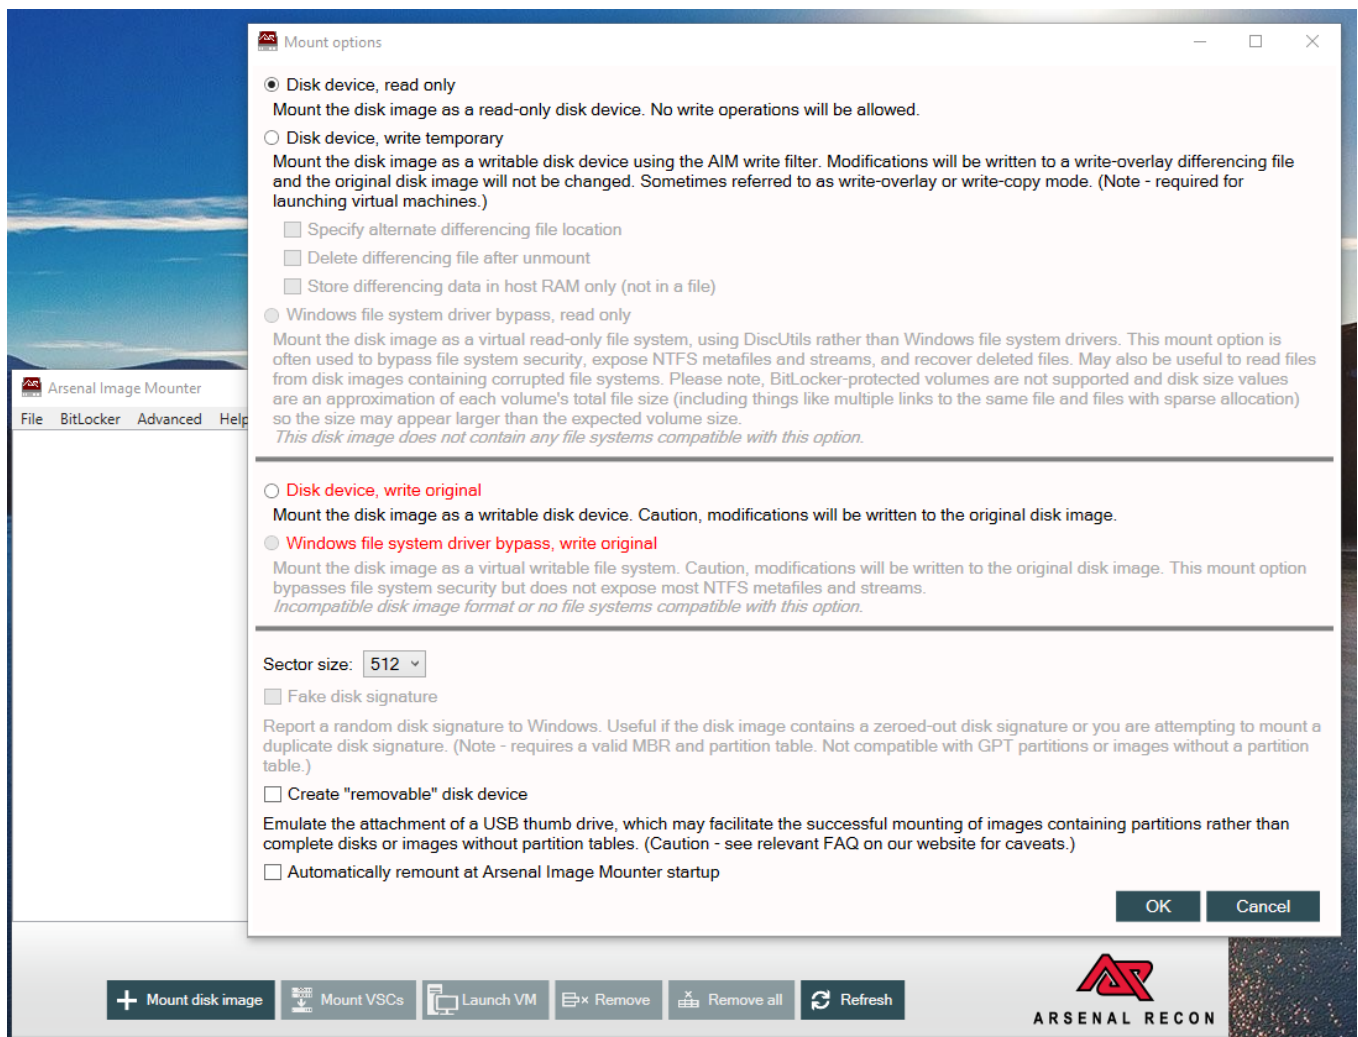 Mount options
Disk device, read only
Mount the disk image as a read-only disk device. No write operations will be allowed.
Disk device, write temporary
Mount the disk image as a writable disk device using the AIM write filter. Modifications will be written to a write-overlay differencing file
and the original disk image will not be changed. Sometimes referred to as write-overlay or write-copy mode. (Note - required for
launching virtual machines.)
Specify alternate differencing file location
Delete differencing file after unmount
Store differencing data in host RAM only (not in a file)
Windows file system driver bypass, read only
Mount the disk image as a virtual read-only file system, using DiscUtils rather than Windows file system drivers. This mount option is
often used to bypass file system security, expose NTFS metafiles and streams, and recover deleted files. May also be useful to read files
from disk images containing corrupted file systems. Please note, BitLocker-protected volumes are not supported and disk size values
are an approximation of each volume's total file size (including things like multiple links to the same file and files with sparse allocation)
so the size may appear larger than the expected volume size.
This disk image does not contain any file systems compatible with this option.
Disk device, write original
Mount the disk image as a writable disk device. Caution, modifications will be written to the original disk image.
Windows file system driver bypass, write original
Mount the disk image as a virtual writable file system. Caution, modifications will be written to the original disk image. This mount option
bypasses file system security but does not expose most NTFS metafiles and streams.
Incompatible disk image format or no file systems compatible with this option.
Sector size: 512
Fake disk signature
Report a random disk signature to Windows. Useful if the disk image contains a zeroed-out disk signature or you are attempting to mount a
duplicate disk signature. (Note - requires a valid MBR and partition table. Not compatible with GPT partitions or images without a partition
table.)
Create "removable" disk device
Emulate the attachment of a USB thumb drive, which may facilitate the successful mounting of images containing partitions rather than
complete disks or images without partition tables. (Caution - see relevant FAQ on our website for caveats.)
Automatically remount at Arsenal Image Mounter startup
OK Cancel
Arsenal Image Mounter
File BitLocker Advanced Help
Mount disk image Mount VSCs Launch VM Remove Remove all Refresh
ARSENAL RECON